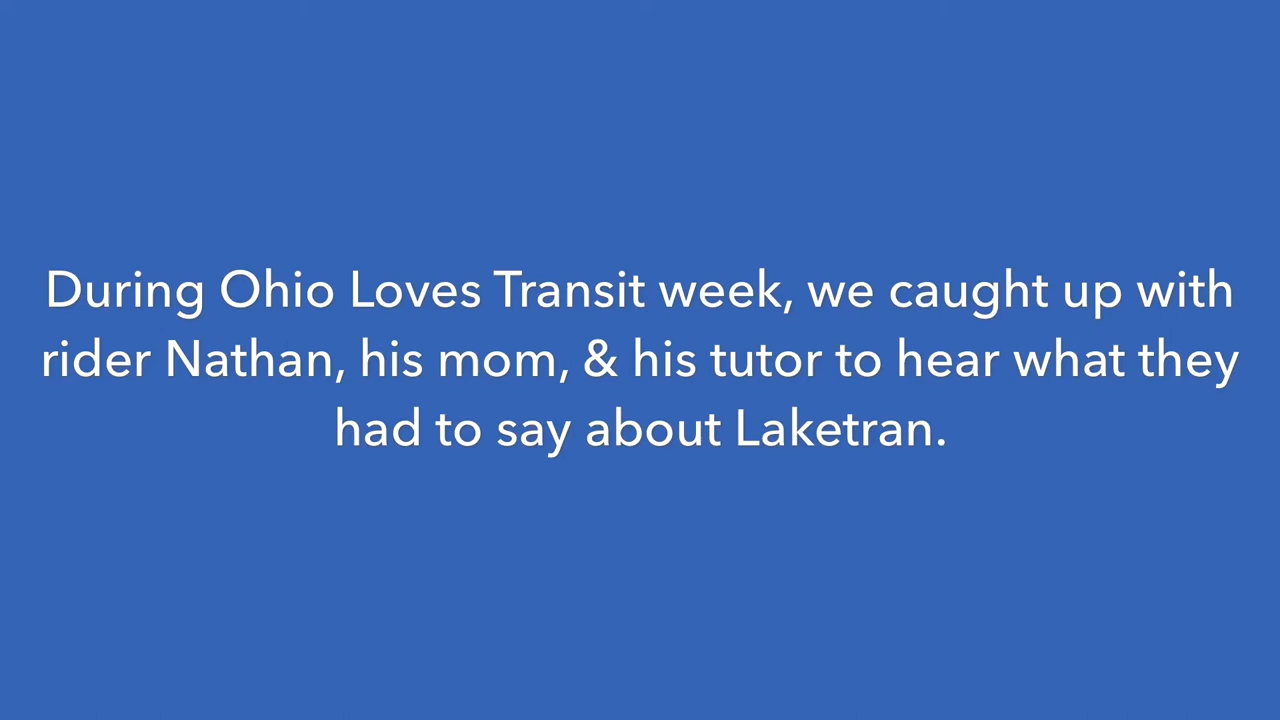 During Ohio Loves Transit week, we caught up with
rider Nathan, his mom, & his tutor to hear what they
had to say about Laketran.